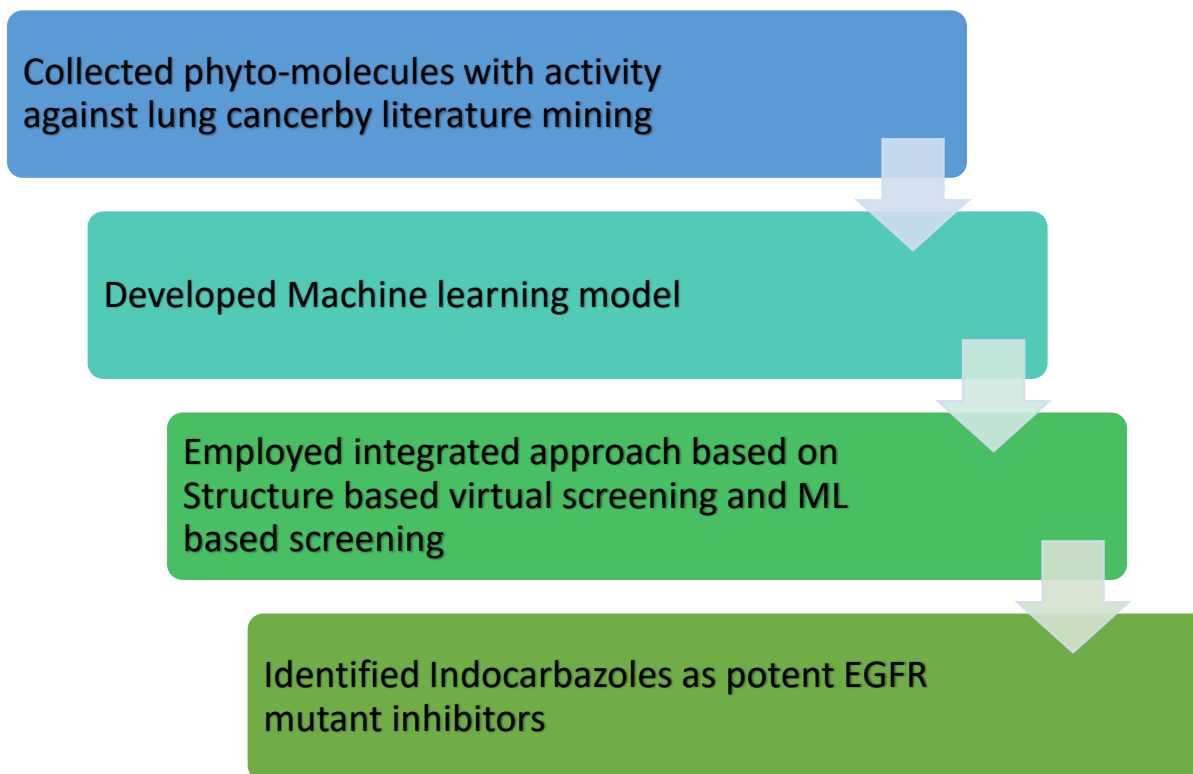 Collected phyto-molecules with activity
against lung cancerby literature mining
Developed Machine learning model
Employed integrated approach based on
Structure based virtual screening and ML
based screening
Identified Indocarbazoles as potent EGFR
mutant inhibitors